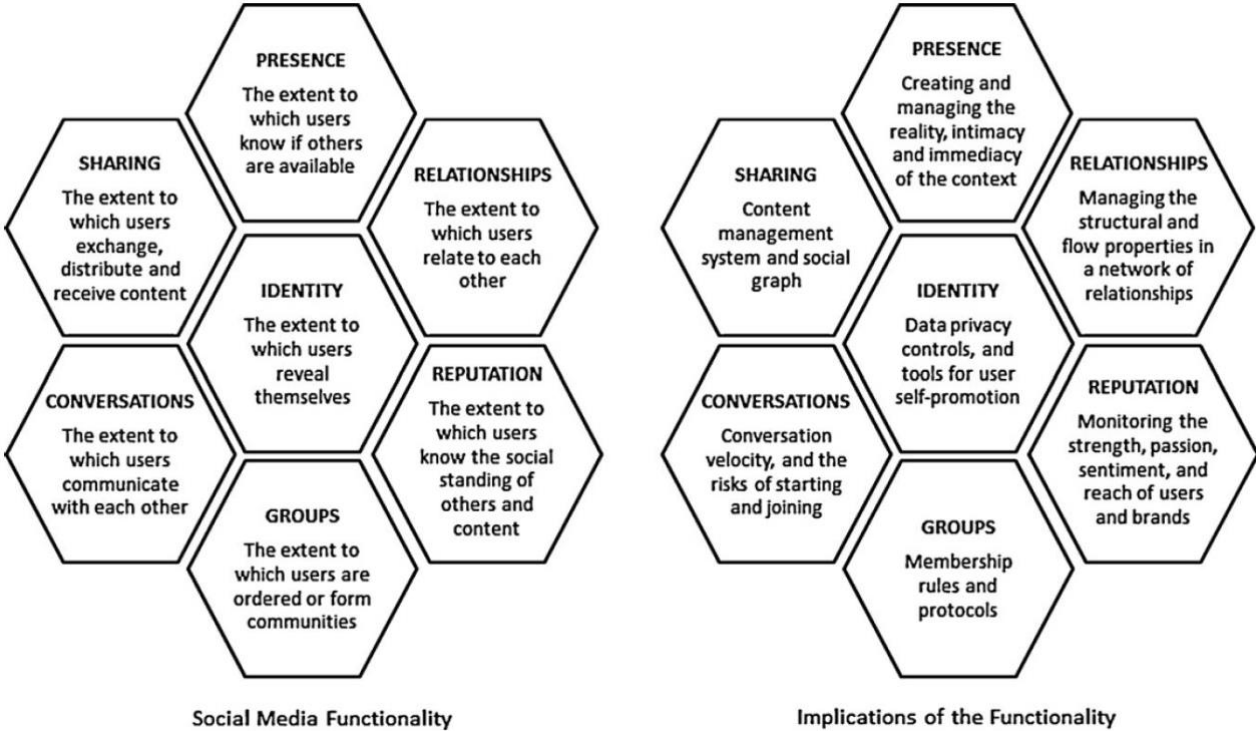 PRESENCE
The extent to
which users
know if others
are available
SHARING
The extent to
which users
exchange,
distribute and
receive content
RELATIONSHIPS
The extent to
which users
relate to each
other
IDENTITY
The extent to
which users
reveal
themselves
CONVERSATIONS
The extent to
which users
communicate
with each other
REPUTATION
The extent to
which users
know the social
standing of
others and
content
GROUPS
The extent to
which users are
ordered or form
communities
Social Media Functionality
PRESENCE
Creating and
managing the
reality, intimacy
and immediacy
of the context
SHARING
Content
management
system and social
graph
RELATIONSHIPS
Managing the
structural and
flow properties in
a network of
relationships
IDENTITY
Data privacy
controls, and
tools for user
self-promotion
CONVERSATIONS
Conversation
velocity, and the
risks of starting
and joining
REPUTATION
Monitoring the
strength, passion,
sentiment, and
reach of users
and brands
GROUPS
Membership
rules and
protocols
Implications of the Functionality